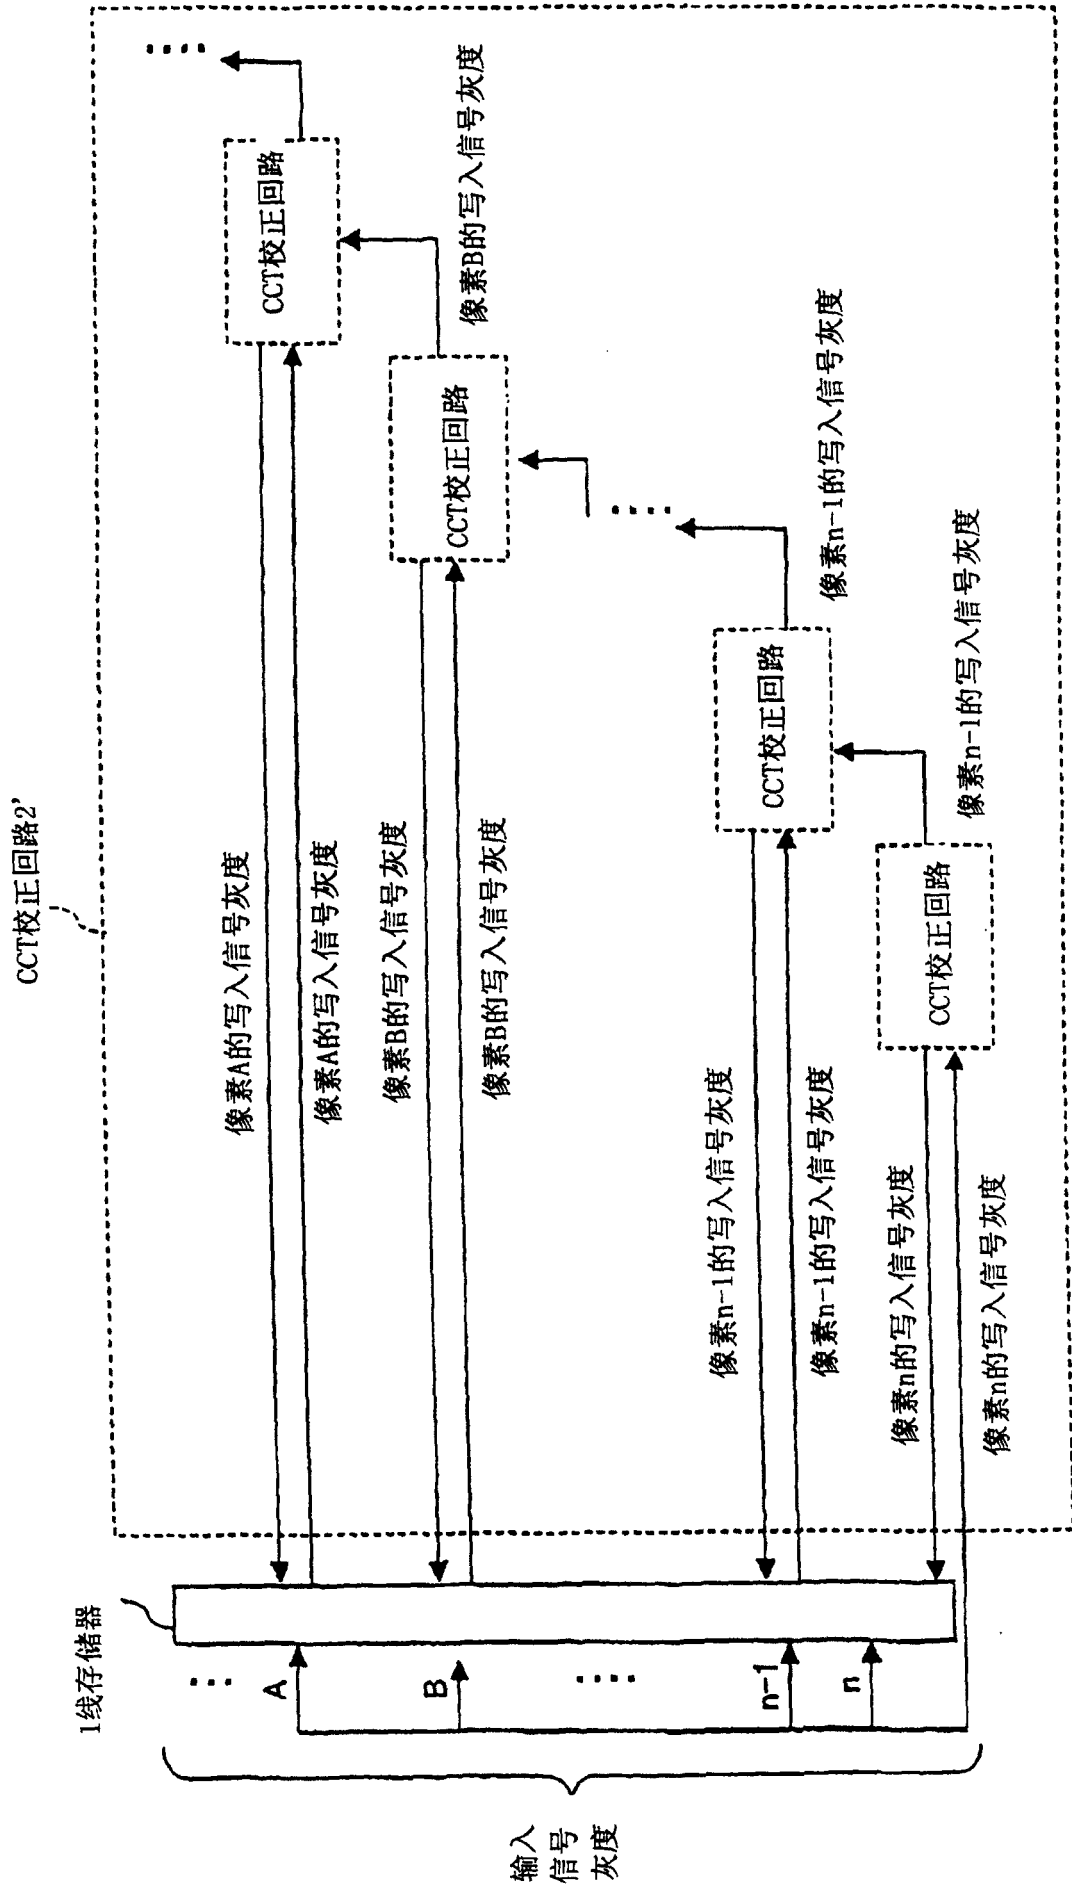 CCT校正回路2'
CCT校正回路
像素A的写入信号灰度
像素A的写入信号灰度
像素B的写入信号灰度
CCT校正回路
像素B的写入信号灰度
像素B的写入信号灰度
像素n-1的写入信号灰度
CCT校正回路
像素n-1的写入信号灰度
像素n-1的写入信号灰度
像素n-1的写入信号灰度
CCT校正回路
像素n的写入信号灰度
像素n的写入信号灰度
1线存储器
A
B
n-1
n
输入
信号
灰度